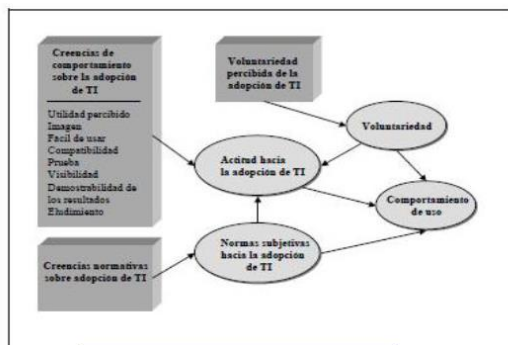 Creencias de
comportamiento
sobre la adopción
de TI
Utilidad percibido
Imagen
Facil de usar
Compatibilidad
Prueba
Visibilidad
Demostrabilidad de
los resultados
Eludimiento
Voluntariedad
percibida de la
adopción de TI
Voluntariedad
Actitud hacia
la adopción de TI
Comportamiento
de uso
Normas subjetivas
hacia la adopción
de TI
Creencias normativas
sobre adopción de TI